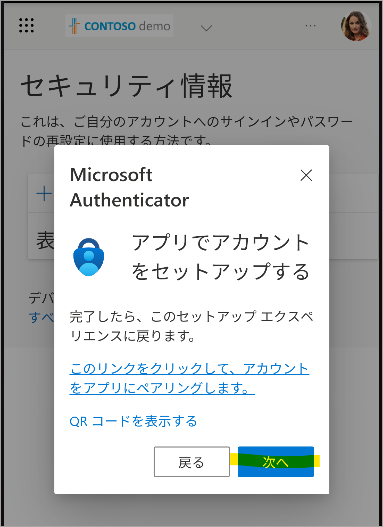 CONTOSO demo
セキュリティ情報
これは、ご自分のアカウントへのサインインやパスワー
ドの再設定に使用する方法です。
Microsoft
Authenticator
アプリでアカウント
をセットアップする
完了したら、このセットアップ エクスペ
リエンスに戻ります。
このリンクをクリックして、アカウント
をアプリにペアリングします。
QR コードを表示する
戻る
次へ
表
デバ
すべ